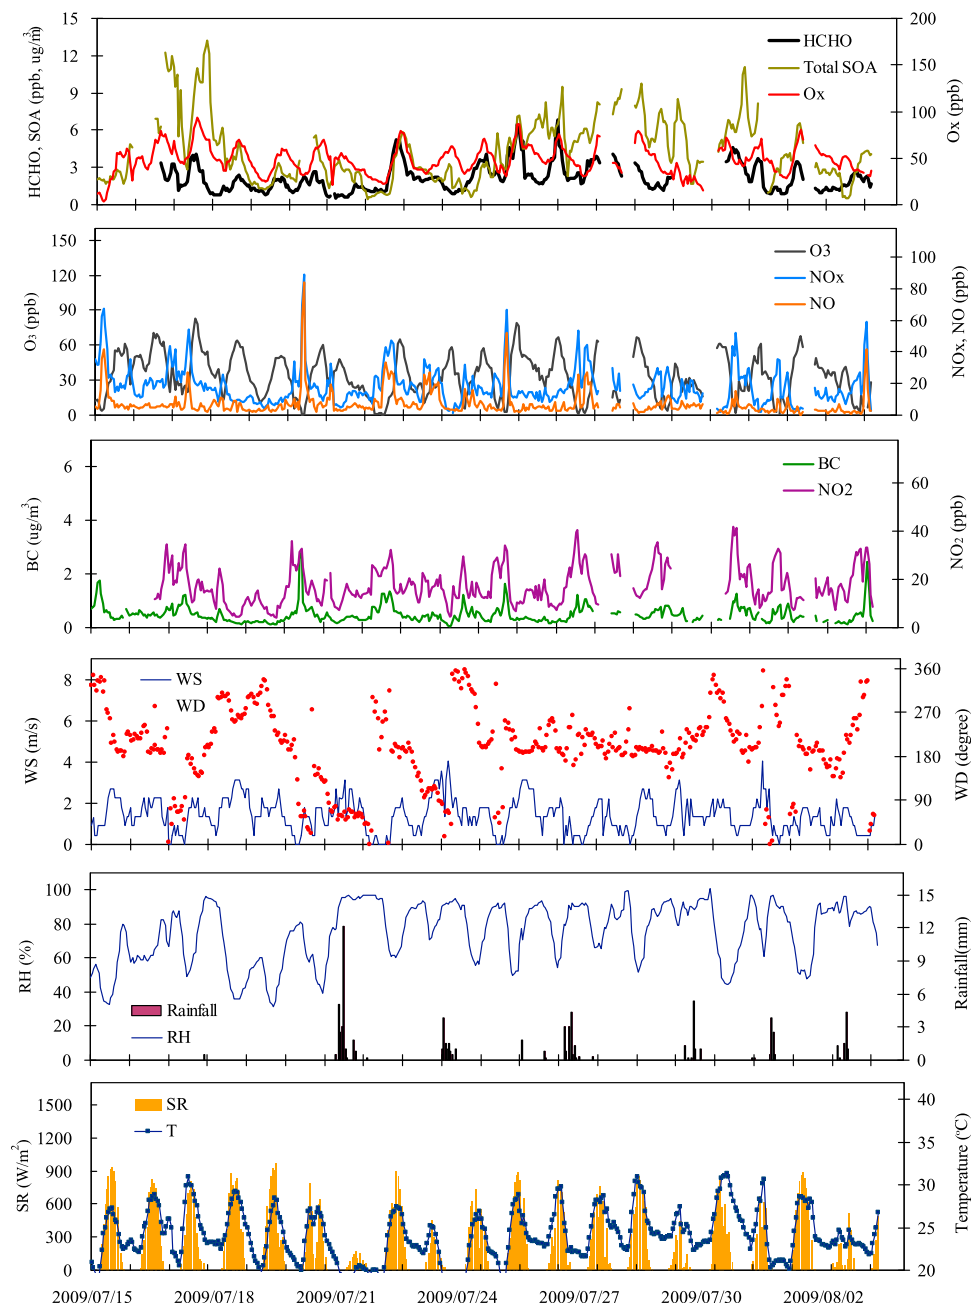 15
12
9
6
3
0
HCHO, SOA (ppb, ug/m3)
HCHO
Total SOA
Ox
200
150
100
50
0
Ox (ppb)
150
120
90
60
30
0
O3 (ppb)
O3
NOx
NO
100
80
60
40
20
0
NOx, NO (ppb)
6
4
2
0
BC (ug/m3)
BC
NO2
60
40
20
0
NO2 (ppb)
8
6
4
2
0
WS (m/s)
WS
WD
360
270
180
90
0
WD (degree)
100
80
60
40
20
0
RH (%)
Rainfall
RH
15
12
9
6
3
0
Rainfall(mm)
1500
1200
900
600
300
0
SR (W/m2)
SR
T
40
35
30
25
20
Temperature (°C)
2009/07/15 2009/07/18 2009/07/21 2009/07/24 2009/07/27 2009/07/30 2009/08/02